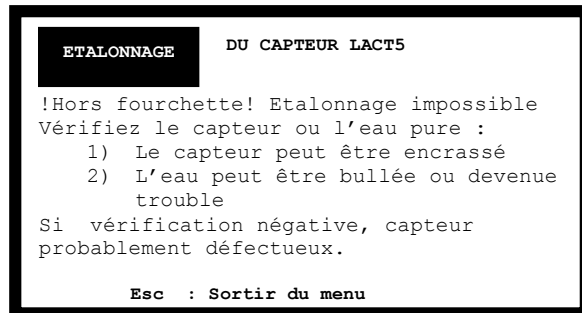 ETALONNAGE DU CAPTEUR LACT5
!Hors fourchette! Etalonnage impossible
Vérifiez le capteur ou l’eau pure :
1) Le capteur peut être encrassé
2) L’eau peut être bullée ou devenue
trouble
Si vérification négative, capteur
probablement défectueux.
Esc : Sortir du menu